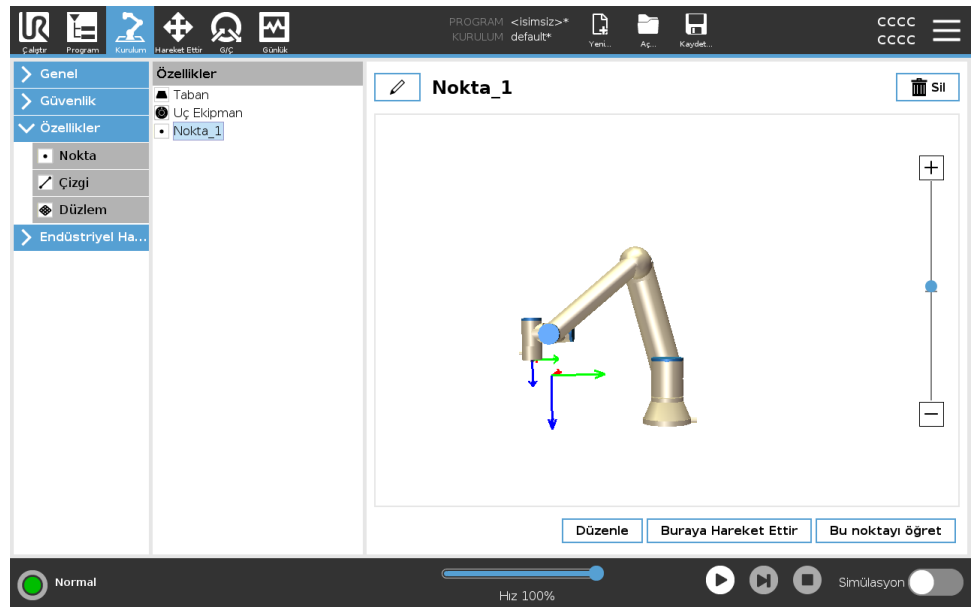 PROGRAM <isimsiz>*
KURULUM default*
CCCC
CCCC
Çalıştır Program Kurulum Hareket Ettir G/Ç Günlük Yeni... Aç... Kaydet...
Genel
Güvenlik
Özellikler
Nokta
Çizgi
Düzlem
Endüstriyel Ha...
Özellikler
Taban
Uç Ekipman
Nokta_1
Nokta_1
Sil
+
−
Düzenle Buraya Hareket Ettir Bu noktayı öğret
Normal
Hız 100%
Simülasyon